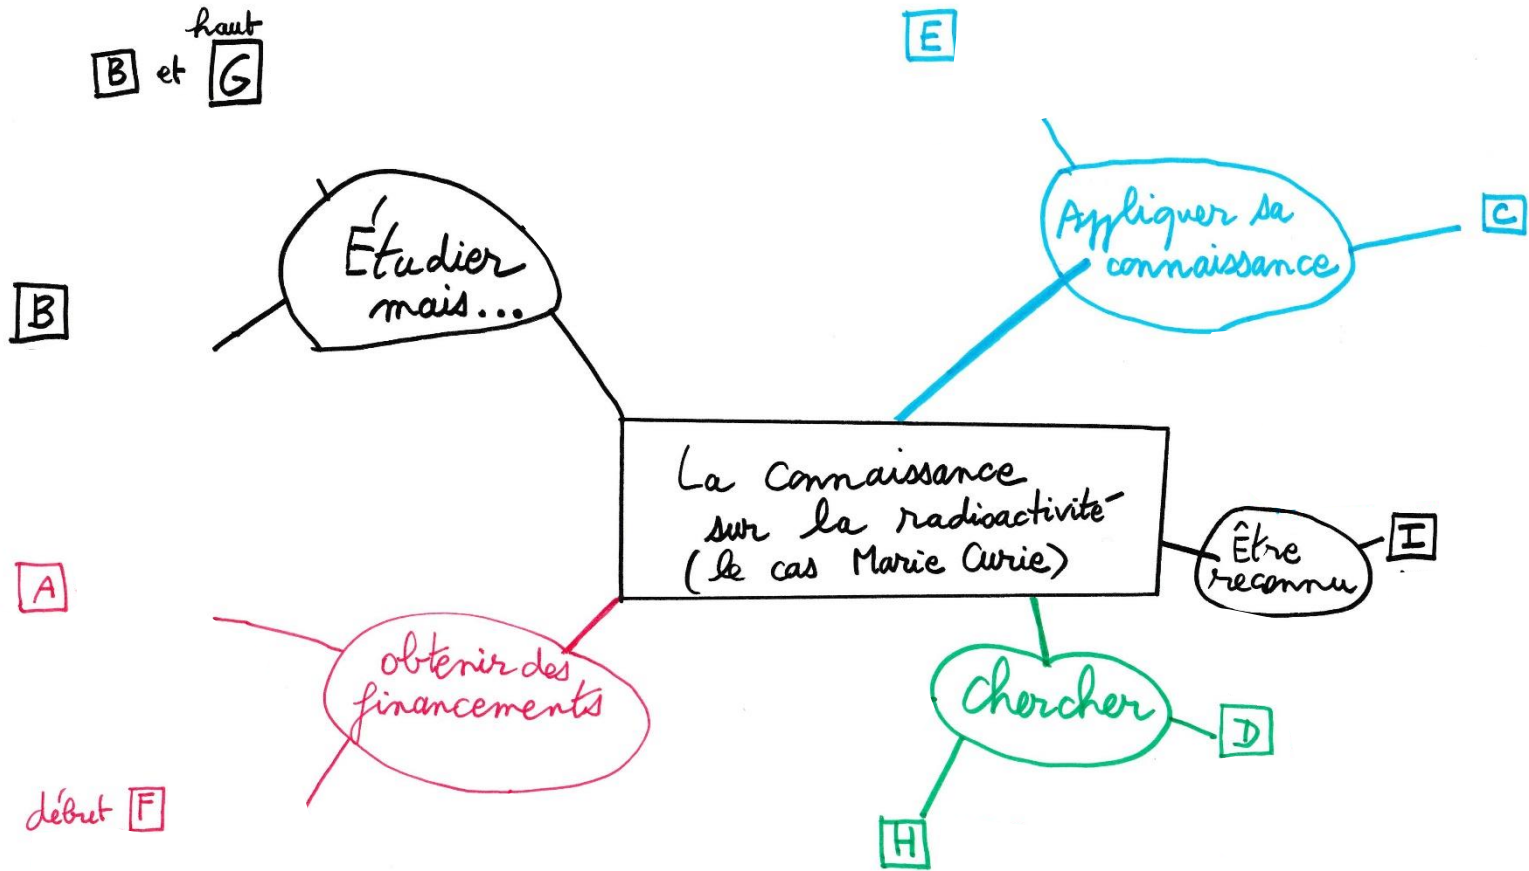 haut
B et G
E
Étudier
mais...
B
Appliquer sa
connaissance
C
La connaissance
sur la radioactivité
(le cas Marie Curie)
Être
reconnu
I
A
obtenir des
financements
début F
chercher
D
H